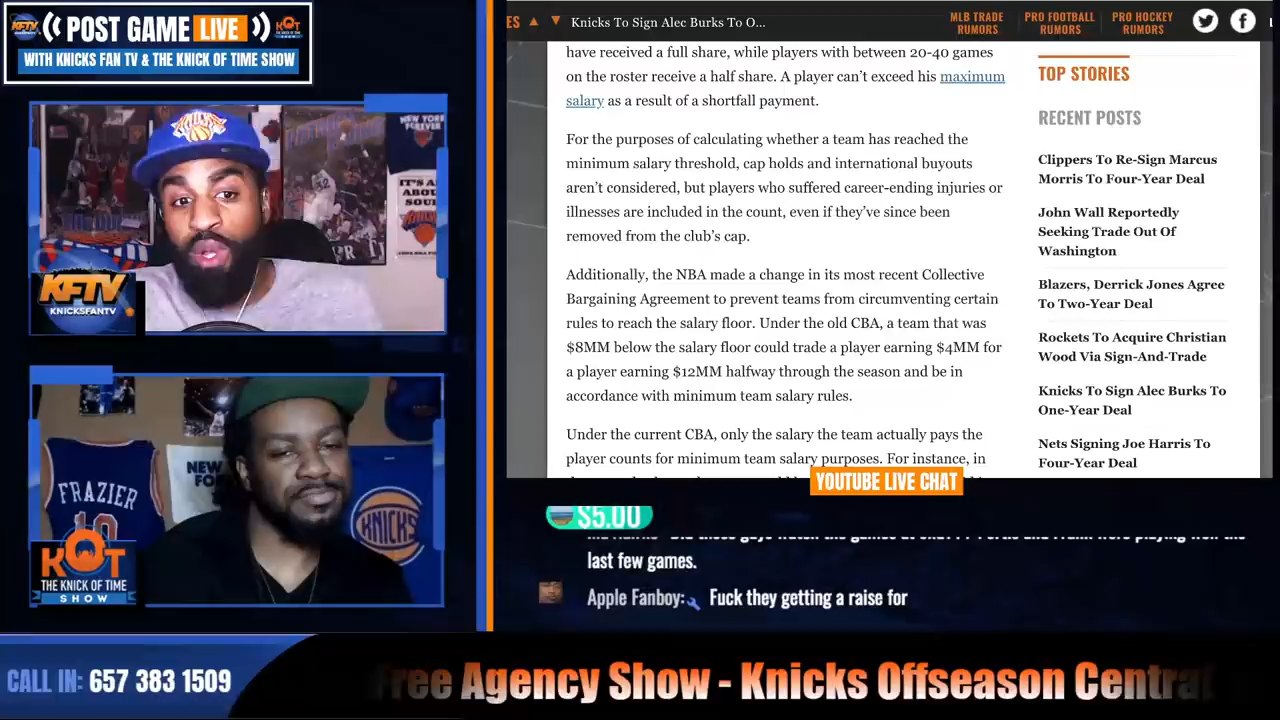 KFTV
POST GAME LIVE
KOT
WITH KNICKS FAN TV & THE KNICK OF TIME SHOW
NEW YORK
FOREVER
IT'S A
ABOU
SOU
KNICKS
32
PR
KFTV
KNICKSFANTV
NEW
FO
FRAZIER
10
KNICKS
KOT
THE KNICK OF TIME
SHOW
ES ▲ ▼ Knicks To Sign Alec Burks To O...
MLB TRADE
RUMORS
PRO FOOTBALL
RUMORS
PRO HOCKEY
RUMORS
have received a full share, while players with between 20-40 games
on the roster receive a half share. A player can't exceed his maximum
salary as a result of a shortfall payment.
For the purposes of calculating whether a team has reached the
minimum salary threshold, cap holds and international buyouts
aren't considered, but players who suffered career-ending injuries or
illnesses are included in the count, even if they've since been
removed from the club's cap.
Additionally, the NBA made a change in its most recent Collective
Bargaining Agreement to prevent teams from circumventing certain
rules to reach the salary floor. Under the old CBA, a team that was
$8MM below the salary floor could trade a player earning $4MM for
a player earning $12MM halfway through the season and be in
accordance with minimum team salary rules.
Under the current CBA, only the salary the team actually pays the
player counts for minimum team salary purposes. For instance, in
TOP STORIES
RECENT POSTS
Clippers To Re-Sign Marcus
Morris To Four-Year Deal
John Wall Reportedly
Seeking Trade Out Of
Washington
Blazers, Derrick Jones Agree
To Two-Year Deal
Rockets To Acquire Christian
Wood Via Sign-And-Trade
Knicks To Sign Alec Burks To
One-Year Deal
Nets Signing Joe Harris To
Four-Year Deal
YOUTUBE LIVE CHAT
$5.00
last few games.
Apple Fanboy: Fuck they getting a raise for
CALL IN: 657 383 1509
Free Agency Show - Knicks Offseason Central